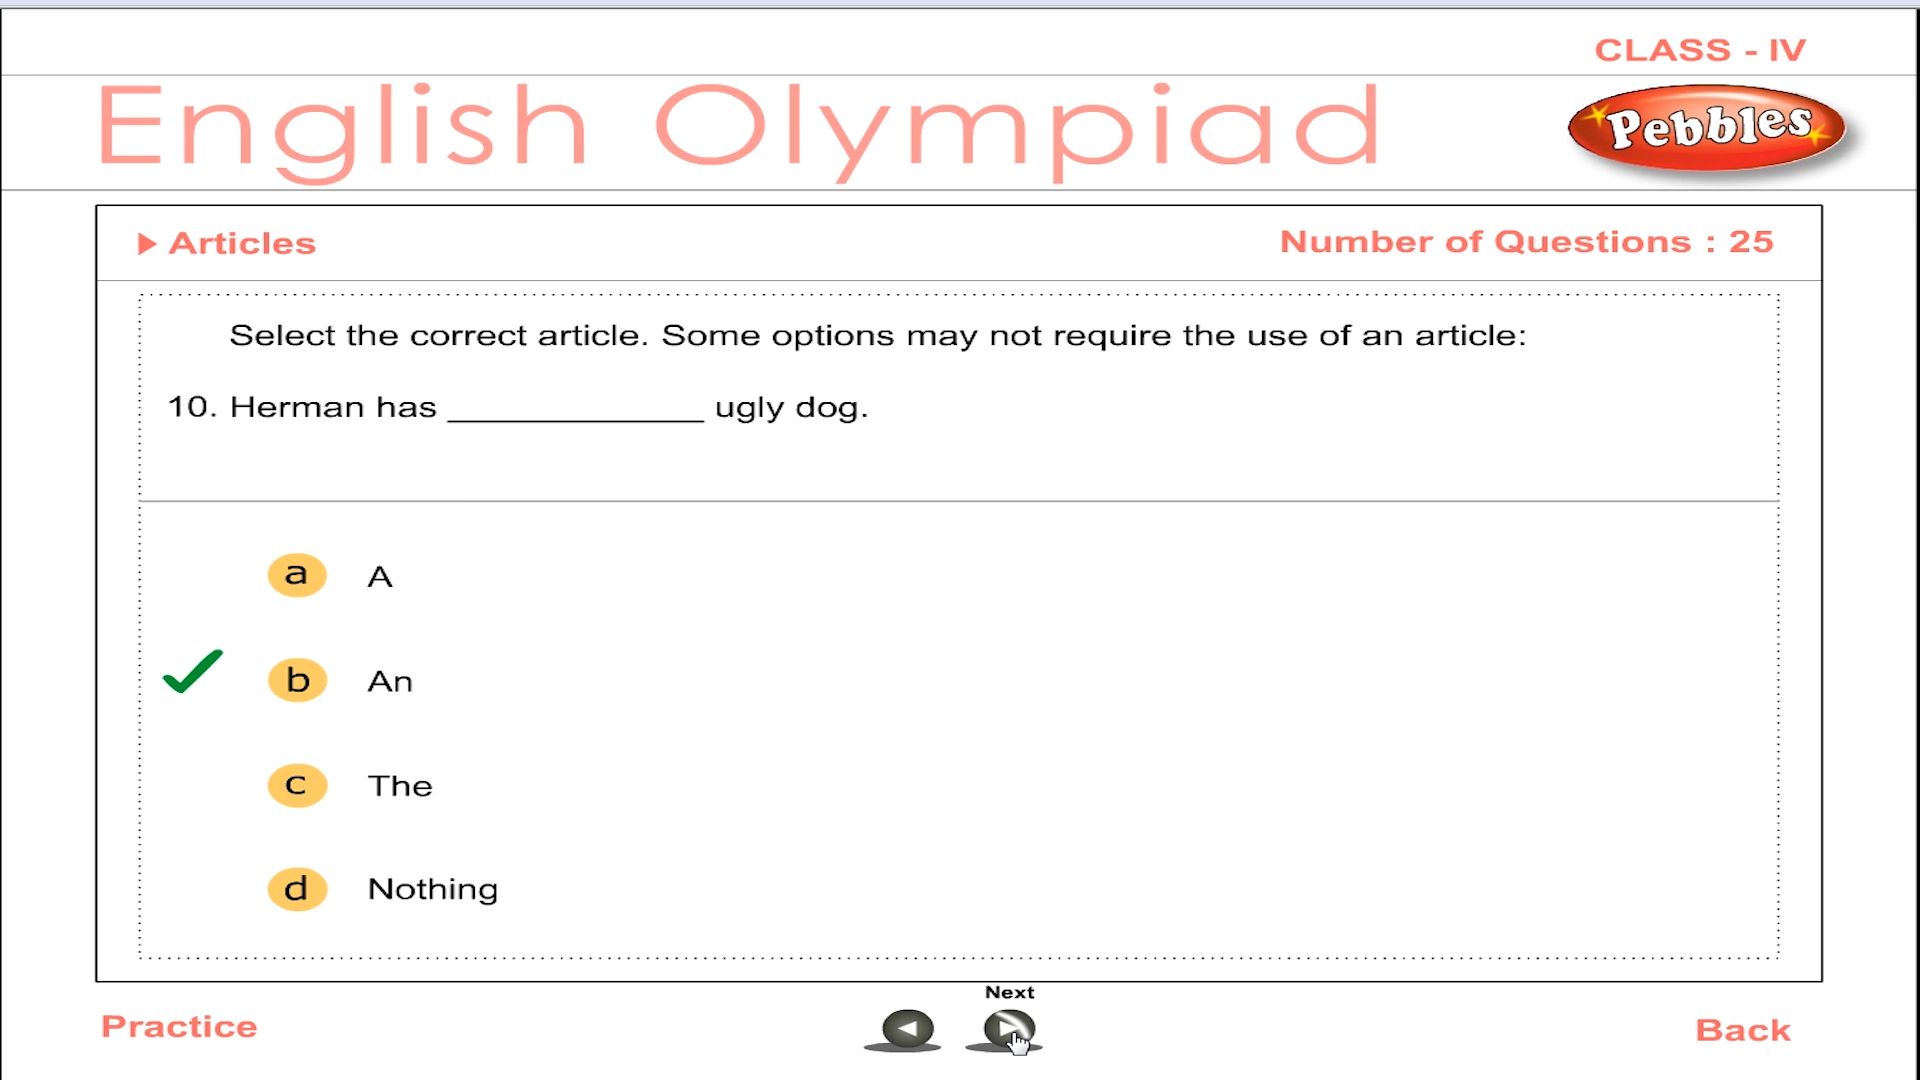 CLASS - IV
English Olympiad
Pebbles
Articles
Number of Questions : 25
Select the correct article. Some options may not require the use of an article:
10. Herman has ______________ ugly dog.
a A
b An
c The
d Nothing
Next
Practice
Back